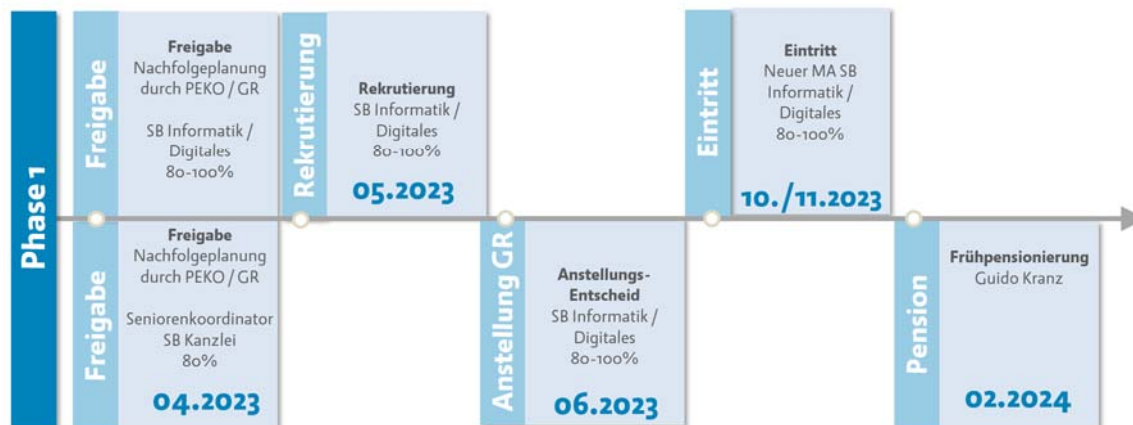 Phase 1
Freigabe
Freigabe
Nachfolgeplanung
durch PEKO / GR
SB Informatik /
Digitales
80-100%
Freigabe
Freigabe
Nachfolgeplanung
durch PEKO / GR
Seniorenkoordinator
SB Kanzlei
80%
04.2023
Rekrutierung
Rekrutierung
SB Informatik /
Digitales
80-100%
05.2023
Anstellung GR
Anstellungs-
Entscheid
SB Informatik /
Digitales
80-100%
06.2023
Eintritt
Eintritt
Neuer MA SB
Informatik /
Digitales
80-100%
10./11.2023
Pension
Frühpensionierung
Guido Kranz
02.2024